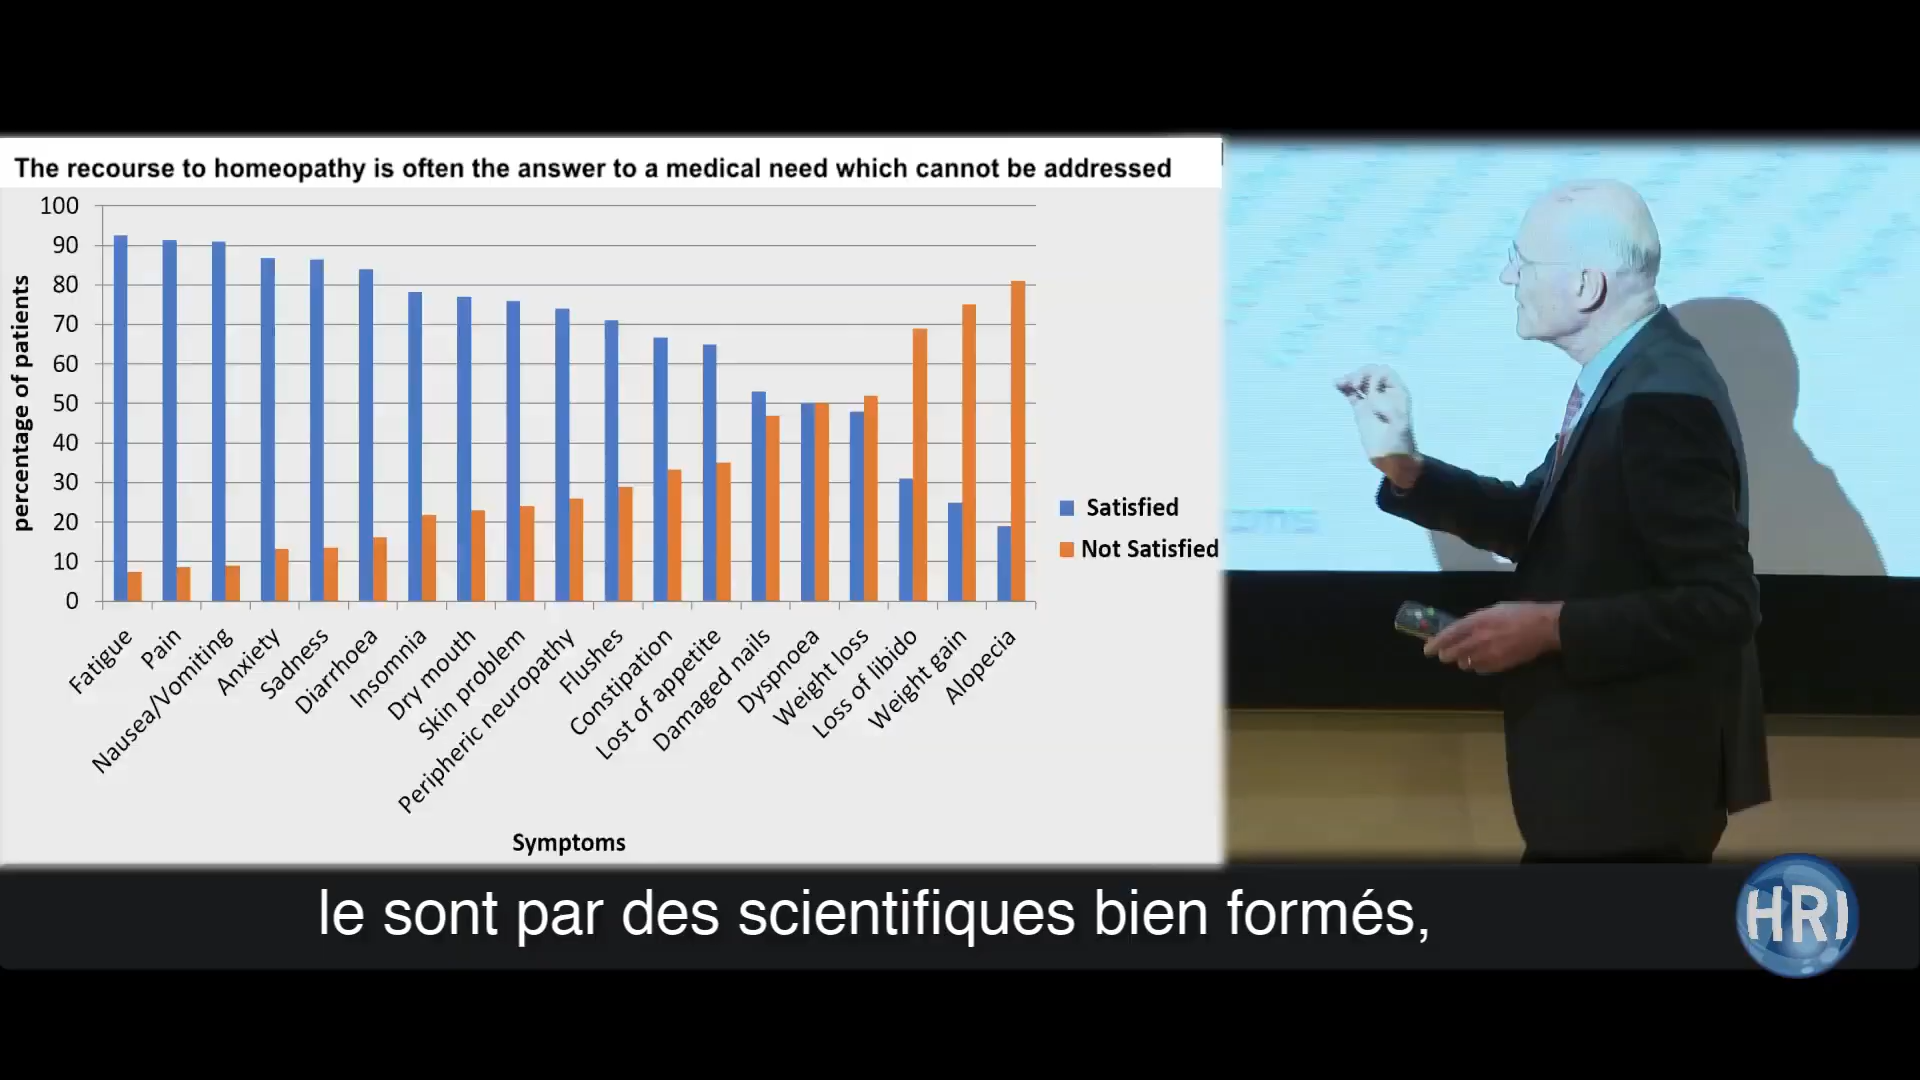 The recourse to homeopathy is often the answer to a medical need which cannot be addressed
100
90
80
70
60
50
40
30
20
10
0
percentage of patients
Fatigue
Pain
Nausea/Vomiting
Anxiety
Sadness
Diarrhoea
Insomnia
Dry mouth
Skin problem
Peripheric neuropathy
Flushes
Constipation
Lost of appetite
Damaged nails
Dyspnoea
Weight loss
Loss of libido
Weight gain
Alopecia
Symptoms
Satisfied
Not Satisfied
le sont par des scientifiques bien formés,
HRI